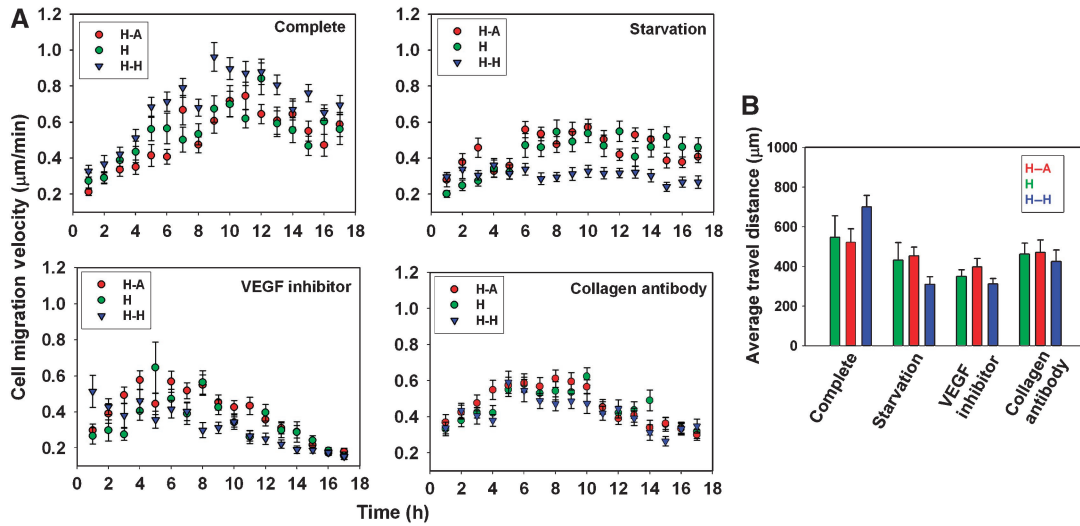 A
Cell migration velocity (μm/min)
1.2
1.0
0.8
0.6
0.4
0.2
Complete
H-A
H
H-H
0 2 4 6 8 10 12 14 16 18
1.2
1.0
0.8
0.6
0.4
0.2
Starvation
H-A
H
H-H
0 2 4 6 8 10 12 14 16 18
1.2
1.0
0.8
0.6
0.4
0.2
VEGF inhibitor
H-A
H
H-H
0 2 4 6 8 10 12 14 16 18
1.2
1.0
0.8
0.6
0.4
0.2
Collagen antibody
H-A
H
H-H
0 2 4 6 8 10 12 14 16 18
Time (h)
B
Average travel distance (μm)
1000
800
600
400
200
0
H–A
H
H–H
Complete
Starvation
VEGF
inhibitor
Collagen
antibody